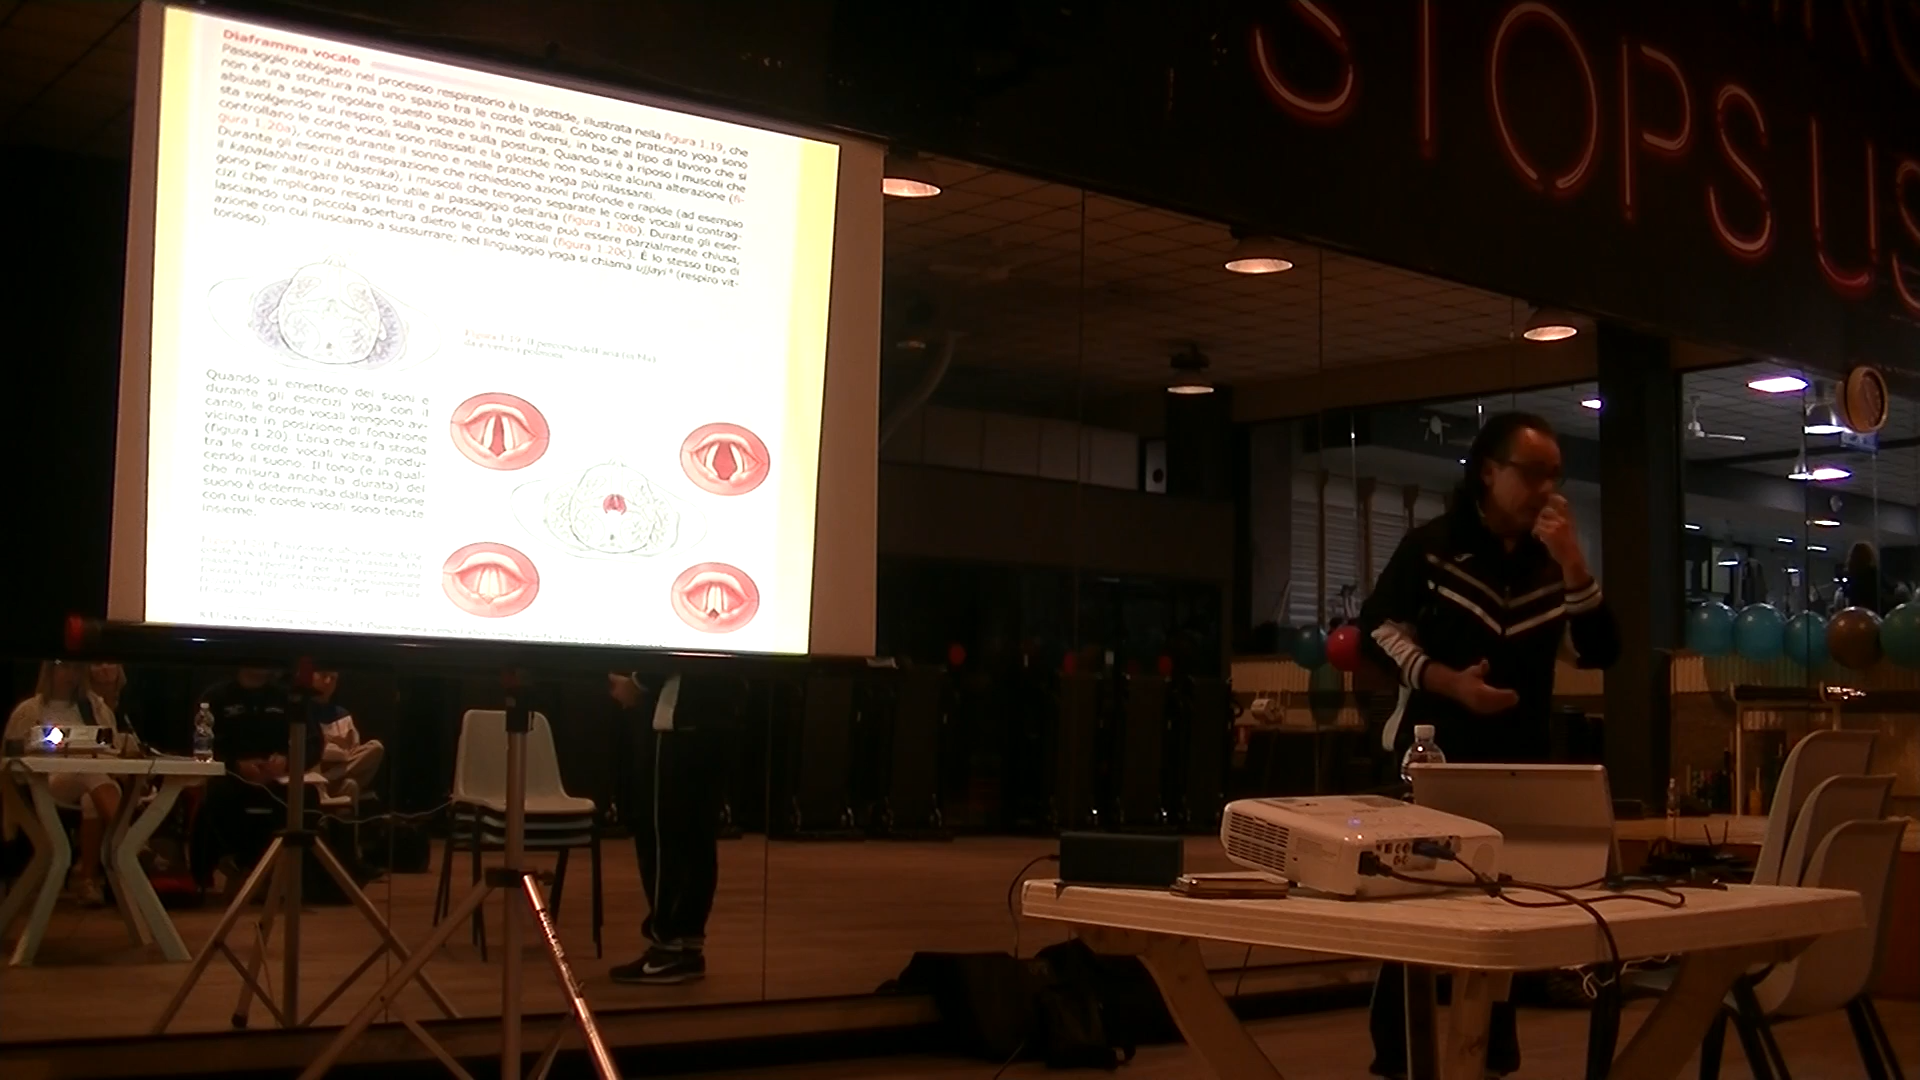 STOPS US
Diaframma vocale
Passaggio obbligato nel processo respiratorio è la glottide, illustrata nella figura 1.19, che
non è una struttura ma uno spazio tra le corde vocali. Coloro che praticano yoga sono
abituati a saper regolare questo spazio in modi diversi, in base al tipo di lavoro che si
sta svolgendo sul respiro, sulla voce e sulla postura. Quando si è a riposo i muscoli che
controllano le corde vocali sono rilassati e la glottide non subisce alcuna alterazione (fi-
gura 1.20a), come durante il sonno e nelle pratiche yoga più rilassanti.
Durante gli esercizi di respirazione che richiedono azioni profonde e rapide (ad esempio
il kapalabhati o il bhastrika), i muscoli che tengono separate le corde vocali si contrag-
gono per allargare lo spazio utile al passaggio dell'aria (figura 1.20b). Durante gli eser-
cizi che implicano respiri lenti e profondi, la glottide può essere parzialmente chiusa,
lasciando una piccola apertura dietro le corde vocali (figura 1.20c). È lo stesso tipo di
azione con cui riusciamo a sussurrare; nel linguaggio yoga si chiama ujjayi (respiro vit-
torioso).
Figura 1.19: Il percorso dell'aria
Quando si emettono dei suoni e
durante gli esercizi yoga con il
canto, le corde vocali vengono av-
vicinate in posizione di fonazione
(figura 1.20). L'aria che si fa strada
tra le corde vocali vibra, produ-
cendo il suono. Il tono (e in qual-
che misura anche la durata) del
suono è determinata dalla tensione
con cui le corde vocali sono tenute
insieme.